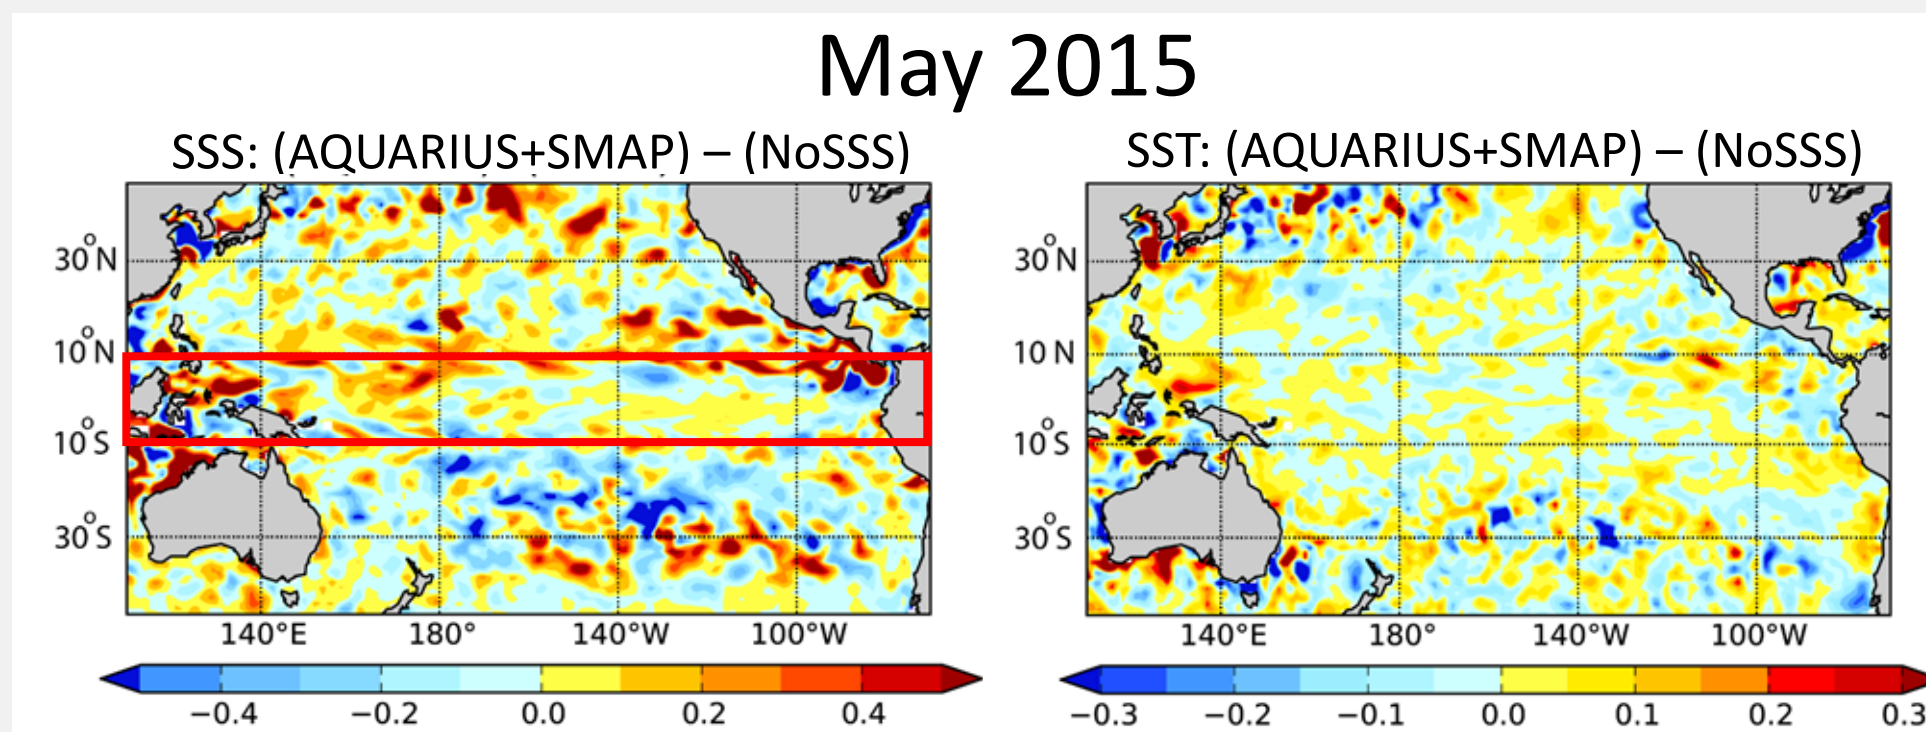 May 2015
SSS: (AQUARIUS+SMAP) – (NoSSS)
SST: (AQUARIUS+SMAP) – (NoSSS)
30°N
10°N
10°S
30°S
140°E 180° 140°W 100°W
−0.4 −0.2 0.0 0.2 0.4
30°N
10°N
10°S
30°S
140°E 180° 140°W 100°W
−0.3 −0.2 −0.1 0.0 0.1 0.2 0.3